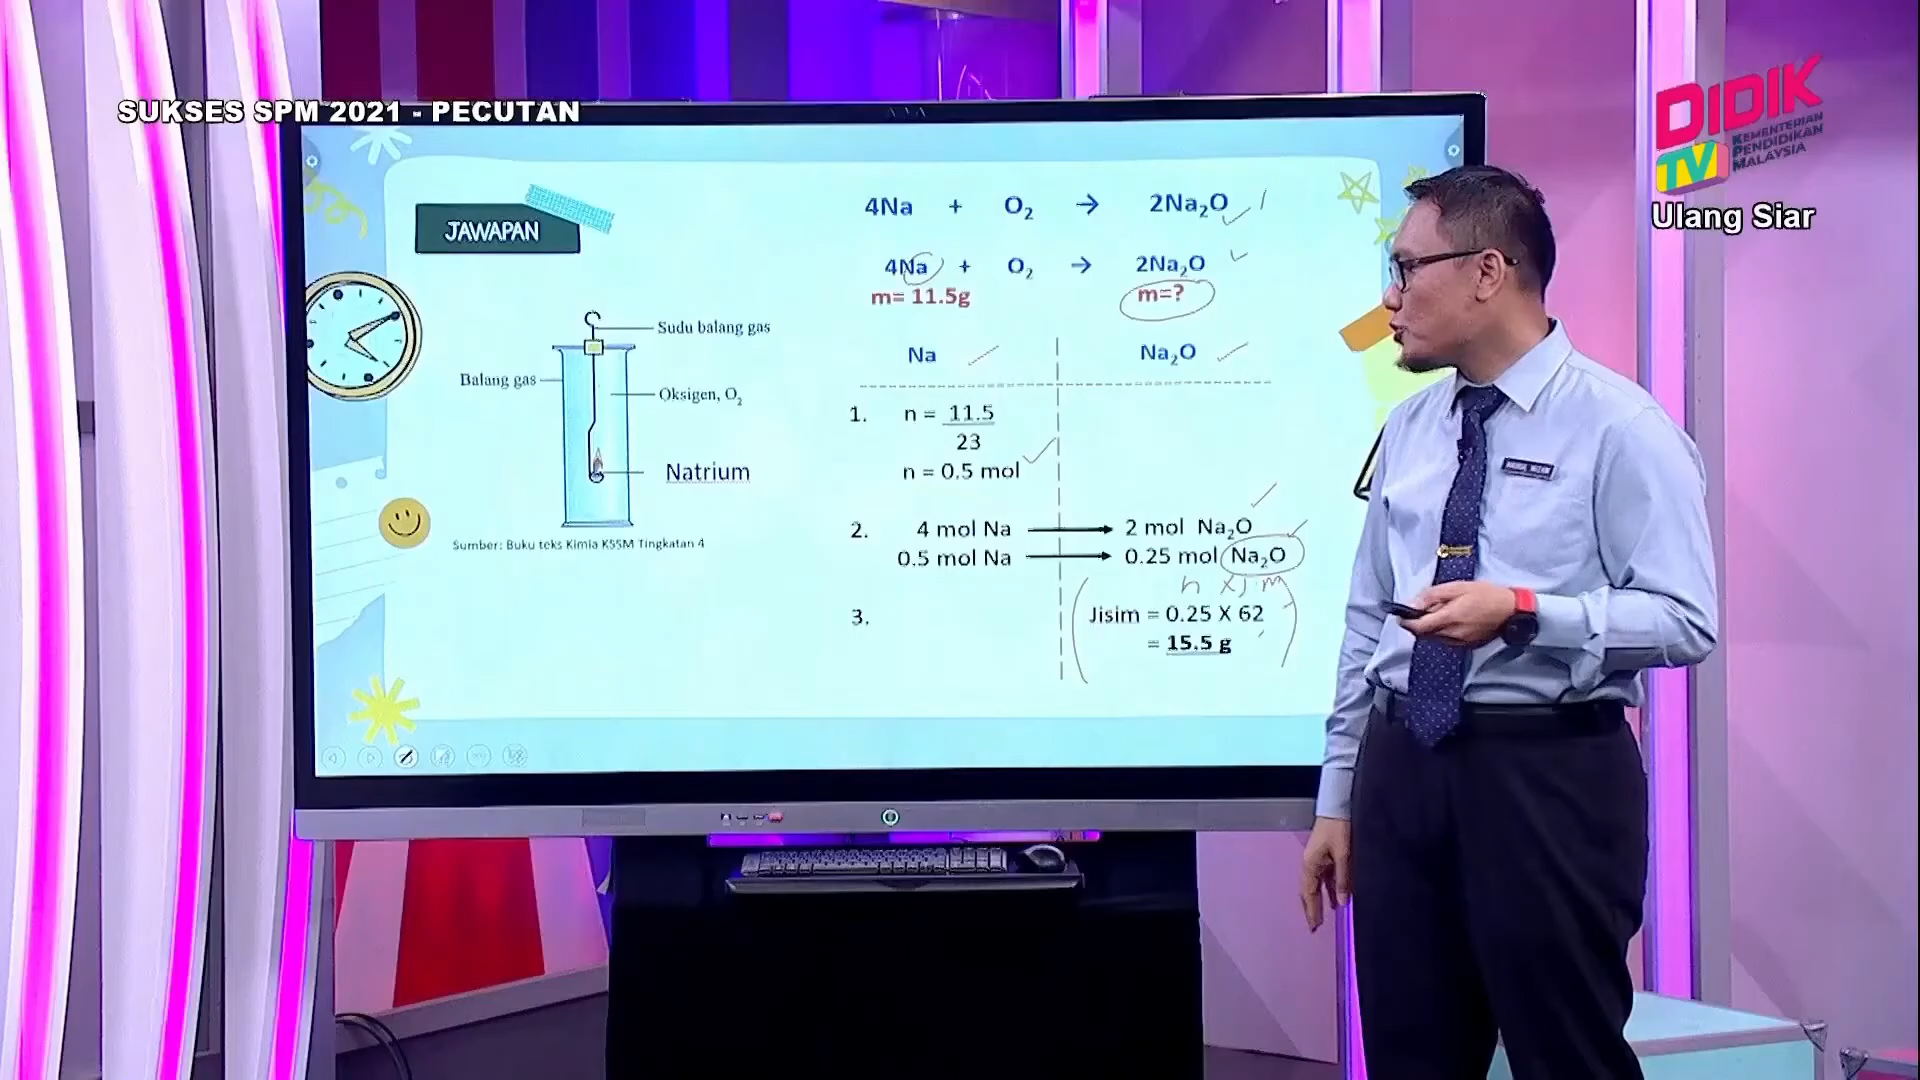 SUKSES SPM 2021 - PECUTAN
DIDIK
TV
KEMENTERIAN
PENDIDIKAN
MALAYSIA
Ulang Siar
JAWAPAN
4Na + O₂ → 2Na₂O
4Na + O₂ → 2Na₂O
m= 11.5g m=?
Sudu balang gas
Balang gas
Oksigen, O₂
Natrium
Sumber: Buku teks Kimia KSSM Tingkatan 4
Na Na₂O
1. n = 11.5
23
n = 0.5 mol
2. 4 mol Na → 2 mol Na₂O
0.5 mol Na → 0.25 mol Na₂O
n x j m
3. Jisim = 0.25 X 62
= 15.5 g